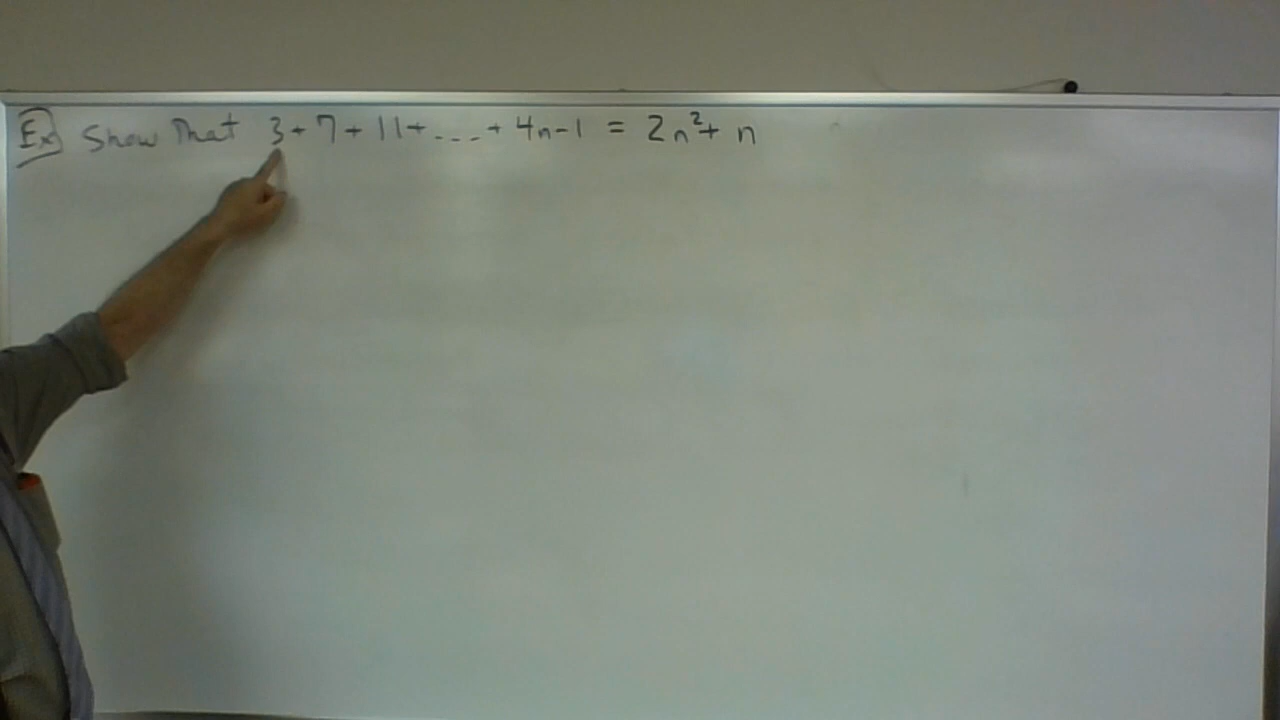 Ex) Show That 3 + 7 + 11 + ---- + 4n-1 = 2n² + n